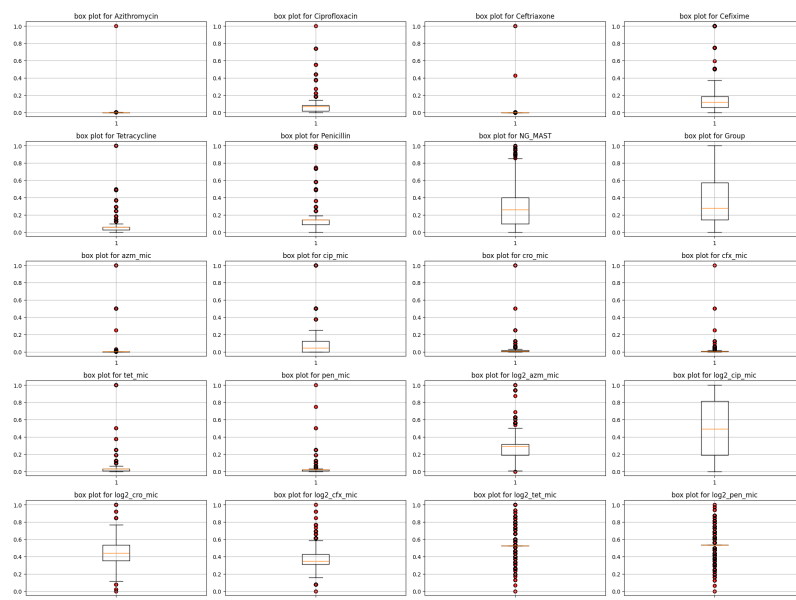 box plot for Azithromycin
box plot for Ciprofloxacin
box plot for Ceftriaxone
box plot for Cefixime
1.0 0.8 0.6 0.4 0.2 0.0 1
1.0 0.8 0.6 0.4 0.2 0.0 1
1.0 0.8 0.6 0.4 0.2 0.0 1
1.0 0.8 0.6 0.4 0.2 0.0 1
box plot for Tetracycline
box plot for Penicillin
box plot for NG_MAST
box plot for Group
1.0 0.8 0.6 0.4 0.2 0.0 1
1.0 0.8 0.6 0.4 0.2 0.0 1
1.0 0.8 0.6 0.4 0.2 0.0 1
1.0 0.8 0.6 0.4 0.2 0.0 1
box plot for azm_mic
box plot for cip_mic
box plot for cro_mic
box plot for cfx_mic
1.0 0.8 0.6 0.4 0.2 0.0 1
1.0 0.8 0.6 0.4 0.2 0.0 1
1.0 0.8 0.6 0.4 0.2 0.0 1
1.0 0.8 0.6 0.4 0.2 0.0 1
box plot for tet_mic
box plot for pen_mic
box plot for log2_azm_mic
box plot for log2_cip_mic
1.0 0.8 0.6 0.4 0.2 0.0 1
1.0 0.8 0.6 0.4 0.2 0.0 1
1.0 0.8 0.6 0.4 0.2 0.0 1
1.0 0.8 0.6 0.4 0.2 0.0 1
box plot for log2_cro_mic
box plot for log2_cfx_mic
box plot for log2_tet_mic
box plot for log2_pen_mic
1.0 0.8 0.6 0.4 0.2 0.0
1.0 0.8 0.6 0.4 0.2 0.0
1.0 0.8 0.6 0.4 0.2 0.0
1.0 0.8 0.6 0.4 0.2 0.0